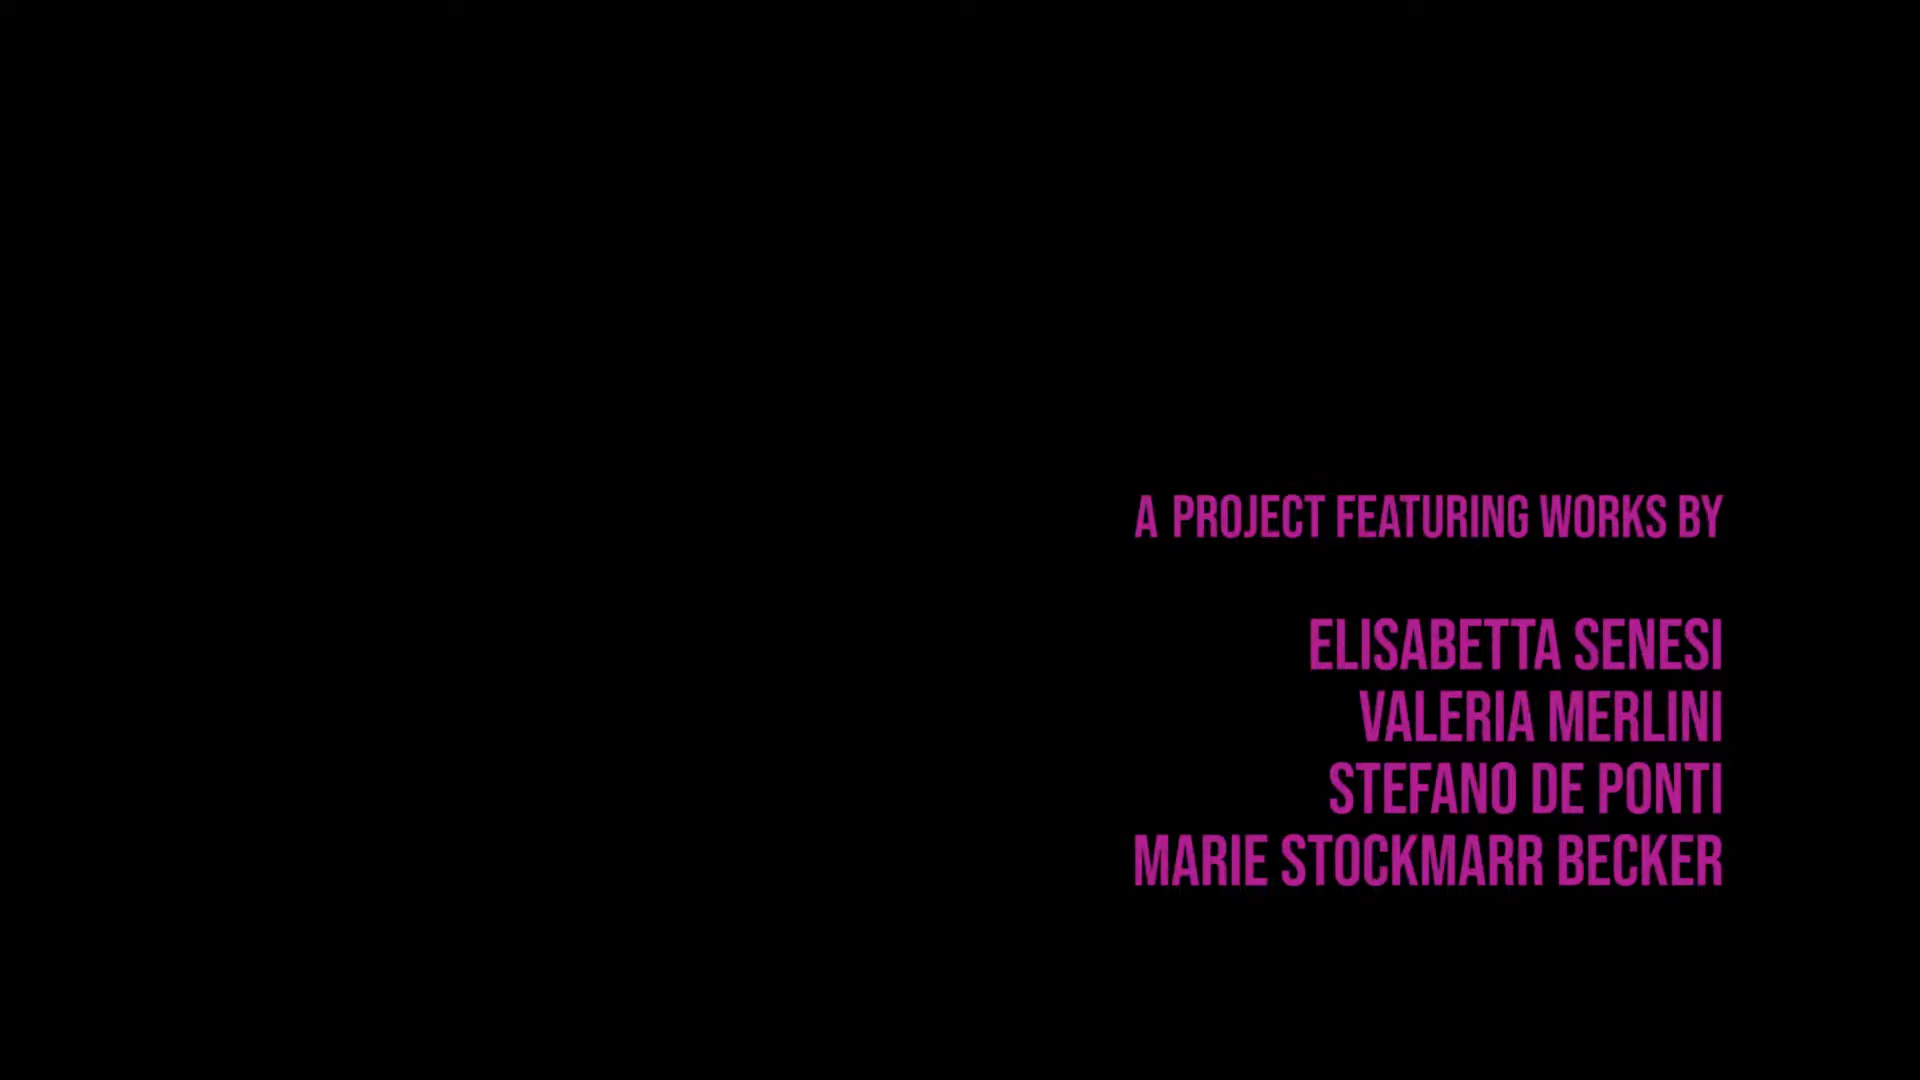 A PROJECT FEATURING WORKS BY
ELISABETTA SENESI
VALERIA MERLINI
STEFANO DE PONTI
MARIE STOCKMARR BECKER